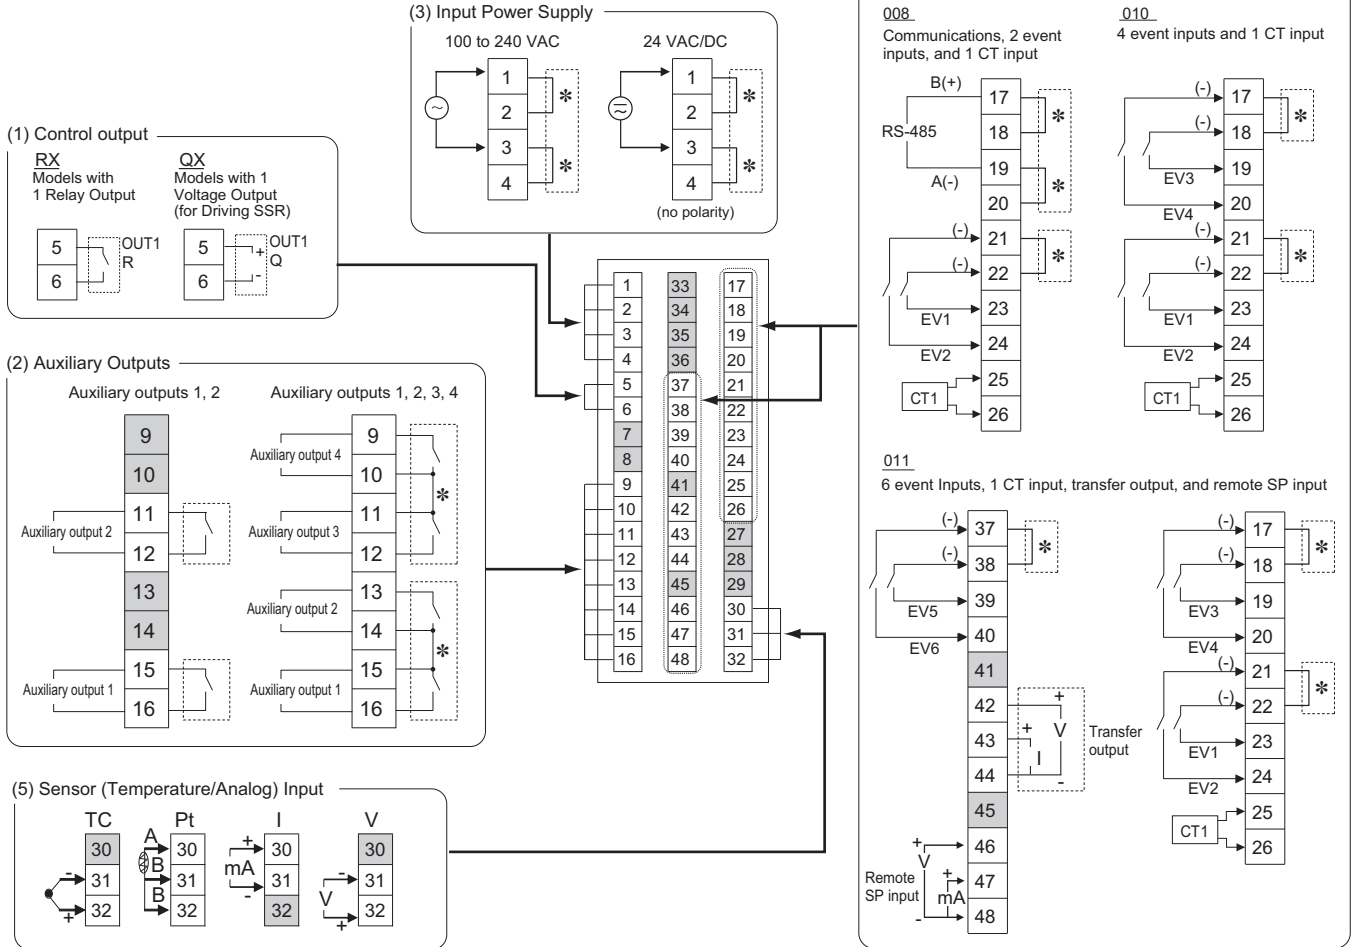 (3) Input Power Supply
100 to 240 VAC
24 VAC/DC
1
2
3
4
*
*
~
1
2
3
4
*
*
(no polarity)
(1) Control output
RX
Models with
1 Relay Output
5
6
OUT1
R
QX
Models with 1
Voltage Output
(for Driving SSR)
5
6
+
-
OUT1
Q
(2) Auxiliary Outputs
Auxiliary outputs 1, 2
9
10
11
12
13
14
15
16
Auxiliary output 2
Auxiliary output 1
Auxiliary outputs 1, 2, 3, 4
9
10
11
12
13
14
15
16
Auxiliary output 4
Auxiliary output 3
Auxiliary output 2
Auxiliary output 1
*
*
1
2
3
4
5
6
7
8
9
10
11
12
13
14
15
16
33
34
35
36
37
38
39
40
41
42
43
44
45
46
47
48
17
18
19
20
21
22
23
24
25
26
27
28
29
30
31
32
(5) Sensor (Temperature/Analog) Input
TC
30
31
32
-
+
Pt
A
B
B
30
31
32
I
+
mA
-
30
31
32
V
-
V
+
30
31
32
008
Communications, 2 event
inputs, and 1 CT input
B(+)
RS-485
A(-)
(-)
(-)
EV1
EV2
CT1
17
18
19
20
21
22
23
24
25
26
*
*
*
010
4 event inputs and 1 CT input
(-)
(-)
EV3
EV4
(-)
(-)
EV1
EV2
CT1
17
18
19
20
21
22
23
24
25
26
*
*
011
6 event Inputs, 1 CT input, transfer output, and remote SP input
(-)
(-)
EV5
EV6
37
38
39
40
41
42
43
44
45
46
47
48
*
+
V
+
I
-
Transfer
output
+
V
Remote
SP input
+
mA
-
(-)
(-)
EV3
EV4
(-)
(-)
EV1
EV2
CT1
17
18
19
20
21
22
23
24
25
26
*
*